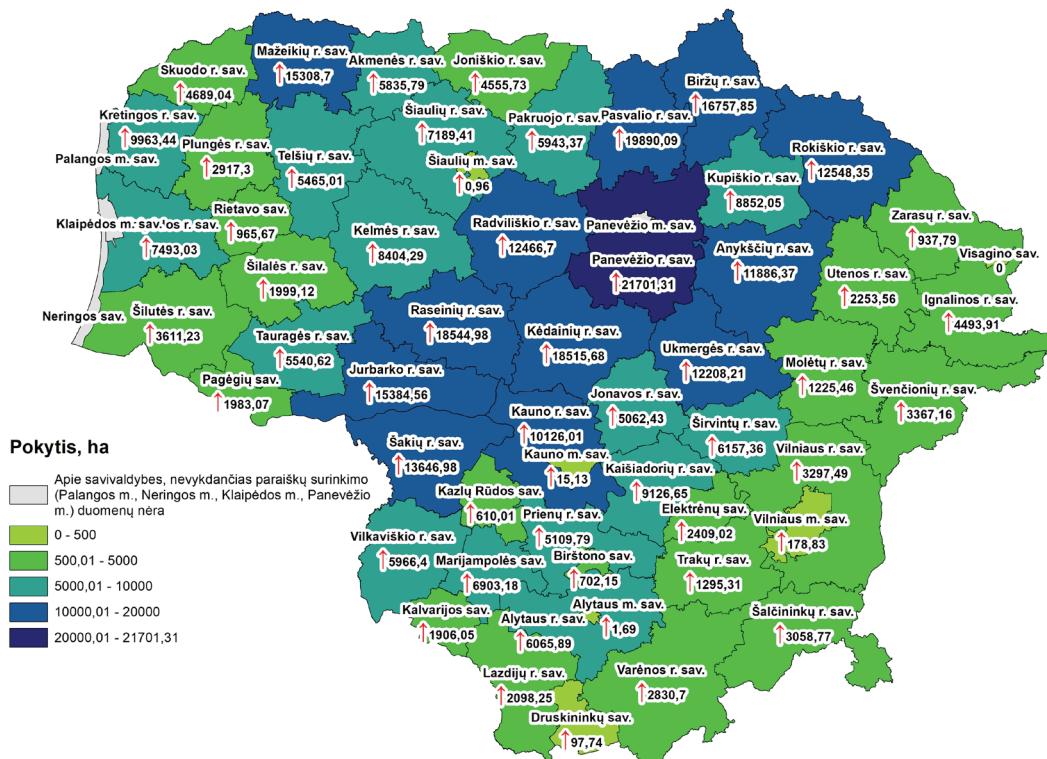 Mažeikių r. sav.
↑15308,7
Akmenės r. sav.
↑5835,79
Joniškio r. sav.
↑4555,73
Skuodo r. sav.
↑4689,04
Biržų r. sav.
↑16757,85
Kretingos r. sav.
↑9963,44
Šiaulių r. sav.
↑7189,41
Pakruojo r. sav.
↑5943,37
Pasvalio r. sav.
↑19890,09
Plungės r. sav.
↑2917,3
Palangos m. sav.
Telšių r. sav.
↑5465,01
Šiaulių m. sav.
↑0,96
Rokiškio r. sav.
↑12548,35
Kupiškio r. sav.
↑8852,05
Rietavo sav.
↑965,67
Klaipėdos m. sav.
os r. sav.
↑7493,03
Kelmės r. sav.
↑8404,29
Radviliškio r. sav.
↑12466,7
Panevėžio m. sav.
Zarasų r. sav.
↑937,79
Anykščių r. sav.
↑11886,37
Visagino sav.
0
Šilalės r. sav.
↑1999,12
Panevėžio r. sav.
↑21701,31
Utenos r. sav.
↑2253,56
Ignalinos r. sav.
↑4493,91
Neringos sav.
Šilutės r. sav.
↑3611,23
Raseinių r. sav.
↑18544,98
Kėdainių r. sav.
↑18515,68
Tauragės r. sav.
↑5540,62
Ukmergės r. sav.
↑12208,21
Molėtų r. sav.
↑1225,46
Jurbarko r. sav.
↑15384,56
Pagėgių sav.
↑1983,07
Jonavos r. sav.
↑5062,43
Švenčionių r. sav.
↑3367,16
Kauno r. sav.
↑10126,01
Širvintų r. sav.
↑6157,36
Šakių r. sav.
↑13646,98
Kauno m. sav.
↑15,13
Vilniaus r. sav.
↑3297,49
Kaišiadorių r. sav.
↑9126,65
Kazlų Rūdos sav.
↑610,01
Elektrėnų sav.
↑2409,02
Prienų r. sav.
↑5109,79
Vilniaus m. sav.
↑178,83
Vilkaviškio r. sav.
↑5966,4
Birštono sav.
↑702,15
Marijampolės sav.
↑6903,18
Trakų r. sav.
↑1295,31
Kalvarijos sav.
↑1906,05
Alytaus m. sav.
↑1,69
Alytaus r. sav.
↑6065,89
Šalčininkų r. sav.
↑3058,77
Lazdijų r. sav.
↑2098,25
Varėnos r. sav.
↑2830,7
Druskininkų sav.
↑97,74
Pokytis, ha
Apie savivaldybes, nevykdančias paraiškų surinkimo
(Palangos m., Neringos m., Klaipėdos m., Panevėžio
m.) duomenų nėra
0 - 500
500,01 - 5000
5000,01 - 10000
10000,01 - 20000
20000,01 - 21701,31